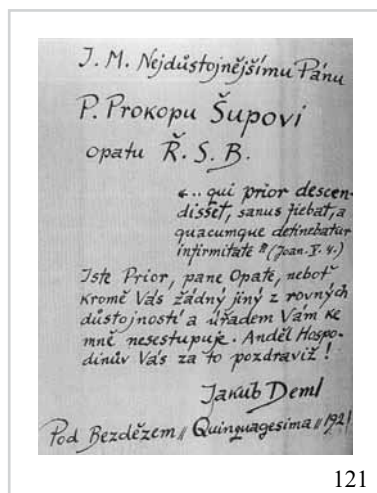 J. M. Nejdůstojnějšímu Pánu
P. Prokopu Šupovi
opatu Ř. S. B.
«.. qui prior descen-
disset, sanus fiebat, a
quacumque detinebatur
infirmitate" (Joan. V. 4.)
Iste Prior, pane Opate, neboť
kromě Vás žádný jiný z rovných
důstojností a úřadem Vám ke
mně nesestupuje. Anděl Hospo-
dinův Vás za to pozdraviž!
Jakub Deml
Pod Bezdězem „Quinquagesima" 1921
121